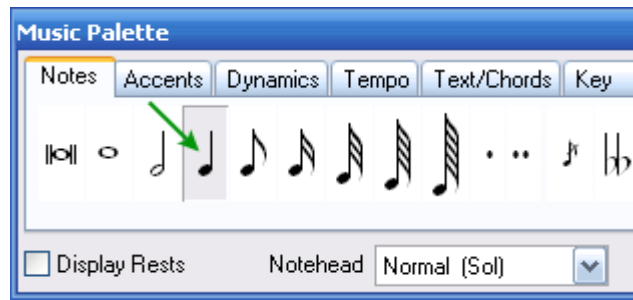 Music Palette
Notes Accents Dynamics Tempo Text/Chords Key
Display Rests Notehead Normal (Sol)